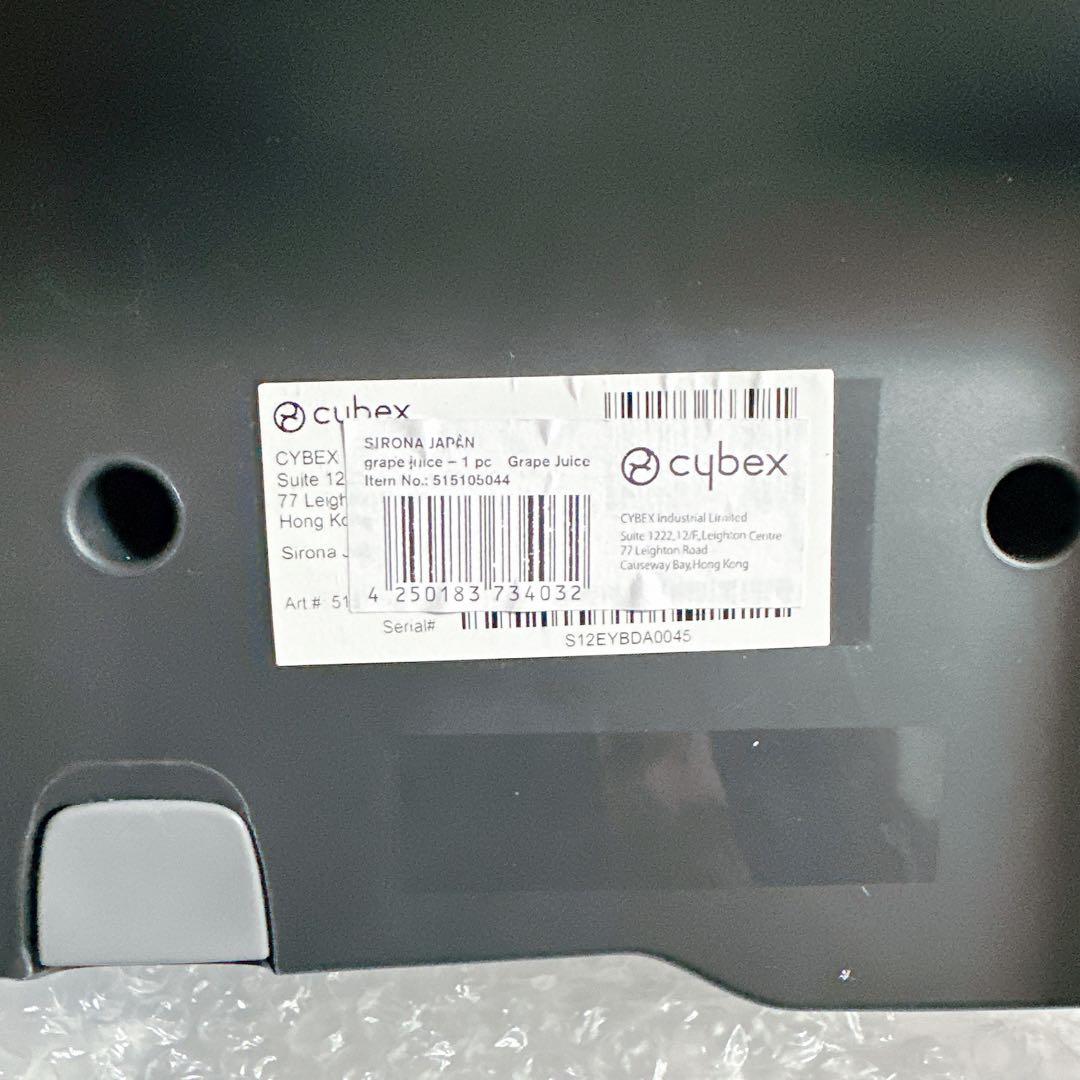 cybex
CYBEX
Suite 12
77 Leigh
Hong Ko
Sirona J
Art.# 51
SIRONA JAPAN
grape juice – 1 pc Grape Juice
Item No.: 515105044
4 250183 734032
cybex
CYBEX Industrial Limited
Suite 1222,12/F,Leighton Centre
77 Leighton Road
Causeway Bay,Hong Kong
Serial#
S12EYBDA0045